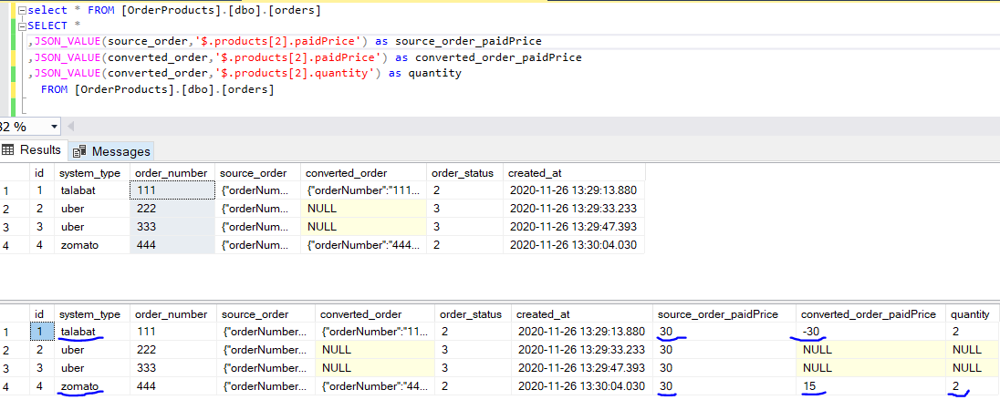 select * FROM [OrderProducts].[dbo].[orders]
SELECT *
,JSON_VALUE(source_order,'$.products[2].paidPrice') as source_order_paidPrice
,JSON_VALUE(converted_order,'$.products[2].paidPrice') as converted_order_paidPrice
,JSON_VALUE(converted_order,'$.products[2].quantity') as quantity
FROM [OrderProducts].[dbo].[orders]
32 %
Results Messages
id system_type order_number source_order converted_order order_status created_at
1 1 talabat 111 {"orderNum... {"orderNumber":"111... 2 2020-11-26 13:29:13.880
2 2 uber 222 {"orderNum... NULL 3 2020-11-26 13:29:33.233
3 3 uber 333 {"orderNum... NULL 3 2020-11-26 13:29:47.393
4 4 zomato 444 {"orderNum... {"orderNumber":"444... 2 2020-11-26 13:30:04.030
id system_type order_number source_order converted_order order_status created_at source_order_paidPrice converted_order_paidPrice quantity
1 1 talabat 111 {"orderNumber... {"orderNumber":"11... 2 2020-11-26 13:29:13.880 30 -30 2
2 2 uber 222 {"orderNumber... NULL 3 2020-11-26 13:29:33.233 30 NULL NULL
3 3 uber 333 {"orderNumber... NULL 3 2020-11-26 13:29:47.393 30 NULL NULL
4 4 zomato 444 {"orderNumber... {"orderNumber":"44... 2 2020-11-26 13:30:04.030 30 15 2